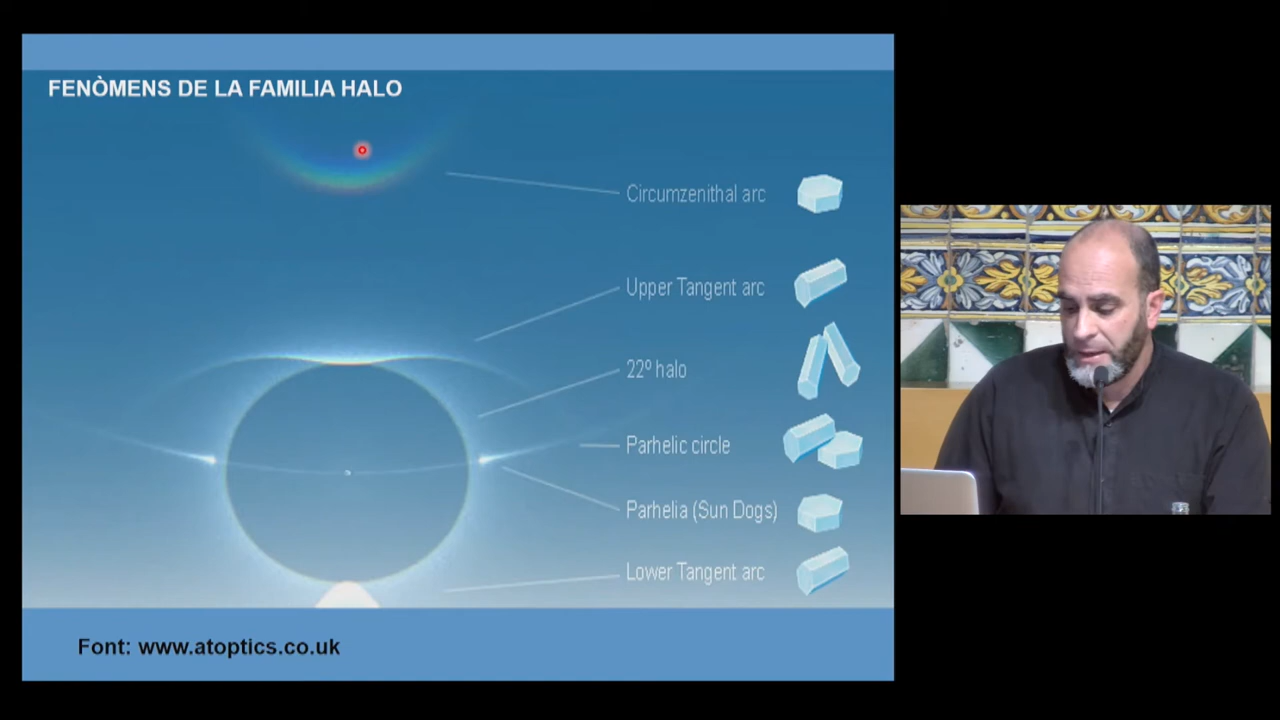 FENÒMENS DE LA FAMILIA HALO
Circumzenithal arc
Upper Tangent arc
22º halo
Parhelic circle
Parhelia (Sun Dogs)
Lower Tangent arc
Font: www.atoptics.co.uk